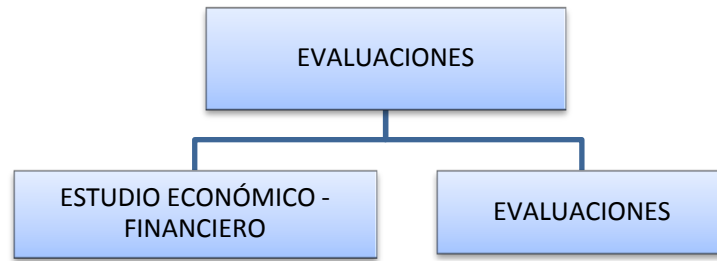 EVALUACIONES
ESTUDIO ECONÓMICO -
FINANCIERO
EVALUACIONES